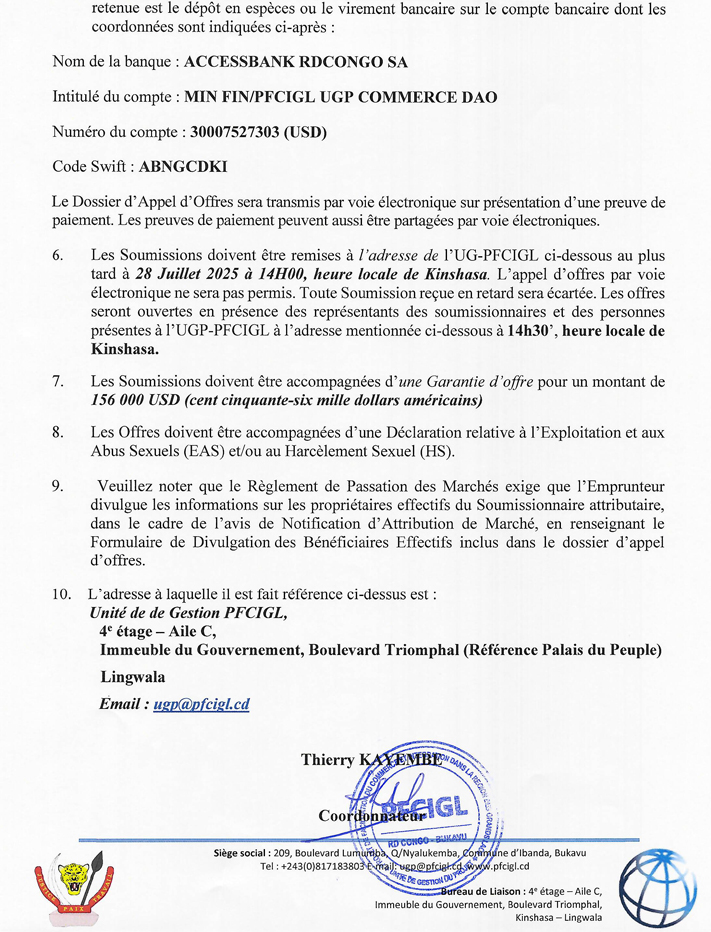 retenue est le dépôt en espèces ou le virement bancaire sur le compte bancaire dont les
coordonnées sont indiquées ci-après :
Nom de la banque : ACCESSBANK RDCONGO SA
Intitulé du compte : MIN FIN/PFCIGL UGP COMMERCE DAO
Numéro du compte : 30007527303 (USD)
Code Swift : ABNGCDKI
Le Dossier d’Appel d’Offres sera transmis par voie électronique sur présentation d’une preuve de
paiement. Les preuves de paiement peuvent aussi être partagées par voie électroniques.
6. Les Soumissions doivent être remises à l’adresse de l’UG-PFCIGL ci-dessous au plus
tard à 28 Juillet 2025 à 14H00, heure locale de Kinshasa. L’appel d’offres par voie
électronique ne sera pas permis. Toute Soumission reçue en retard sera écartée. Les offres
seront ouvertes en présence des représentants des soumissionnaires et des personnes
présentes à l’UGP-PFCIGL à l’adresse mentionnée ci-dessous à 14h30’, heure locale de
Kinshasa.
7. Les Soumissions doivent être accompagnées d’une Garantie d’offre pour un montant de
156 000 USD (cent cinquante-six mille dollars américains)
8. Les Offres doivent être accompagnées d’une Déclaration relative à l’Exploitation et aux
Abus Sexuels (EAS) et/ou au Harcèlement Sexuel (HS).
9. Veuillez noter que le Règlement de Passation des Marchés exige que l’Emprunteur
divulgue les informations sur les propriétaires effectifs du Soumissionnaire attributaire,
dans le cadre de l’avis de Notification d’Attribution de Marché, en renseignant le
Formulaire de Divulgation des Bénéficiaires Effectifs inclus dans le dossier d’appel
d’offres.
10. L’adresse à laquelle il est fait référence ci-dessus est :
Unité de de Gestion PFCIGL,
4e étage – Aile C,
Immeuble du Gouvernement, Boulevard Triomphal (Référence Palais du Peuple)
Lingwala
Email : ugp@pfcigl.cd
Thierry KAYEMBE
Coordonnateur
PFCIGL
RD CONGO - BUKAVU
Siège social : 209, Boulevard Lumumba, Q/Nyalukemba, Commune d’Ibanda, Bukavu
Tel : +243(0)817183803 E-mail: ugp@pfcigl.cd, www.pfcigl.cd
Bureau de Liaison : 4e étage – Aile C,
Immeuble du Gouvernement, Boulevard Triomphal,
Kinshasa – Lingwala
JUSTICE PAIX TRAVAIL